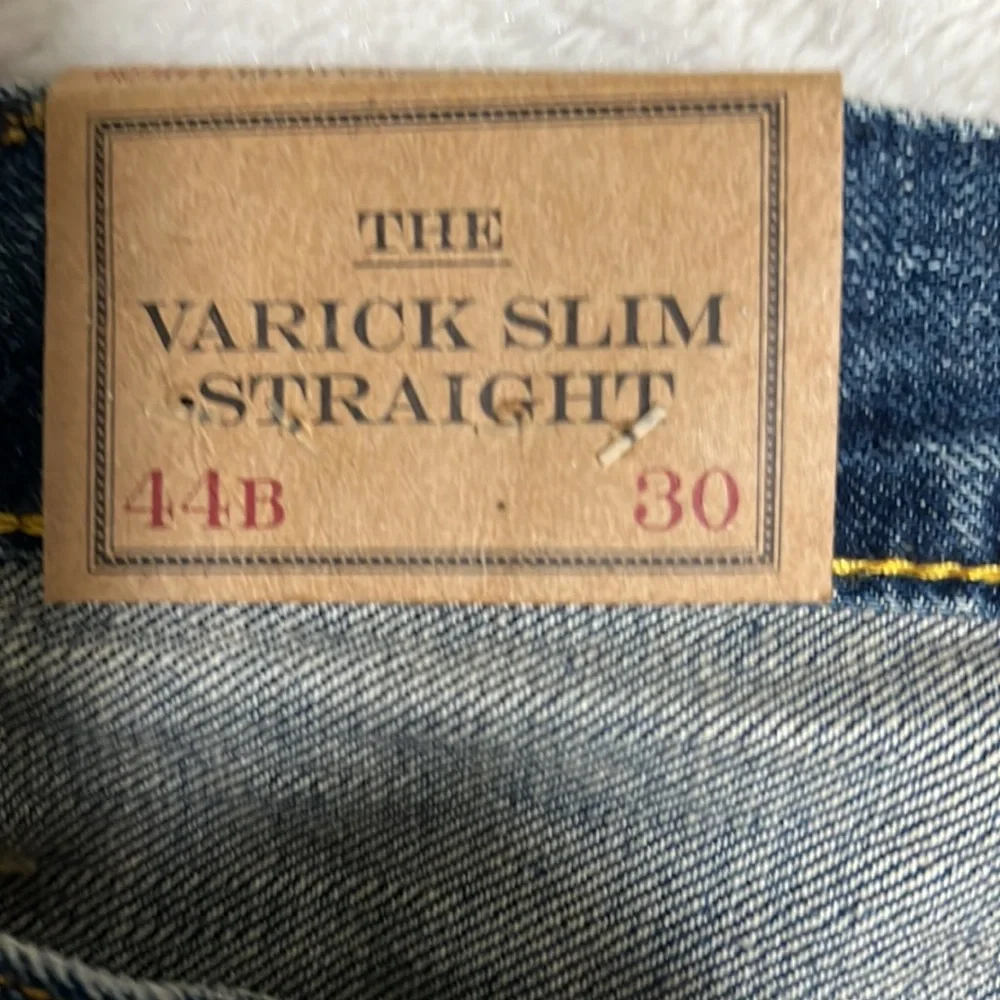 THE
VARICK SLIM
STRAIGHT
44B 30